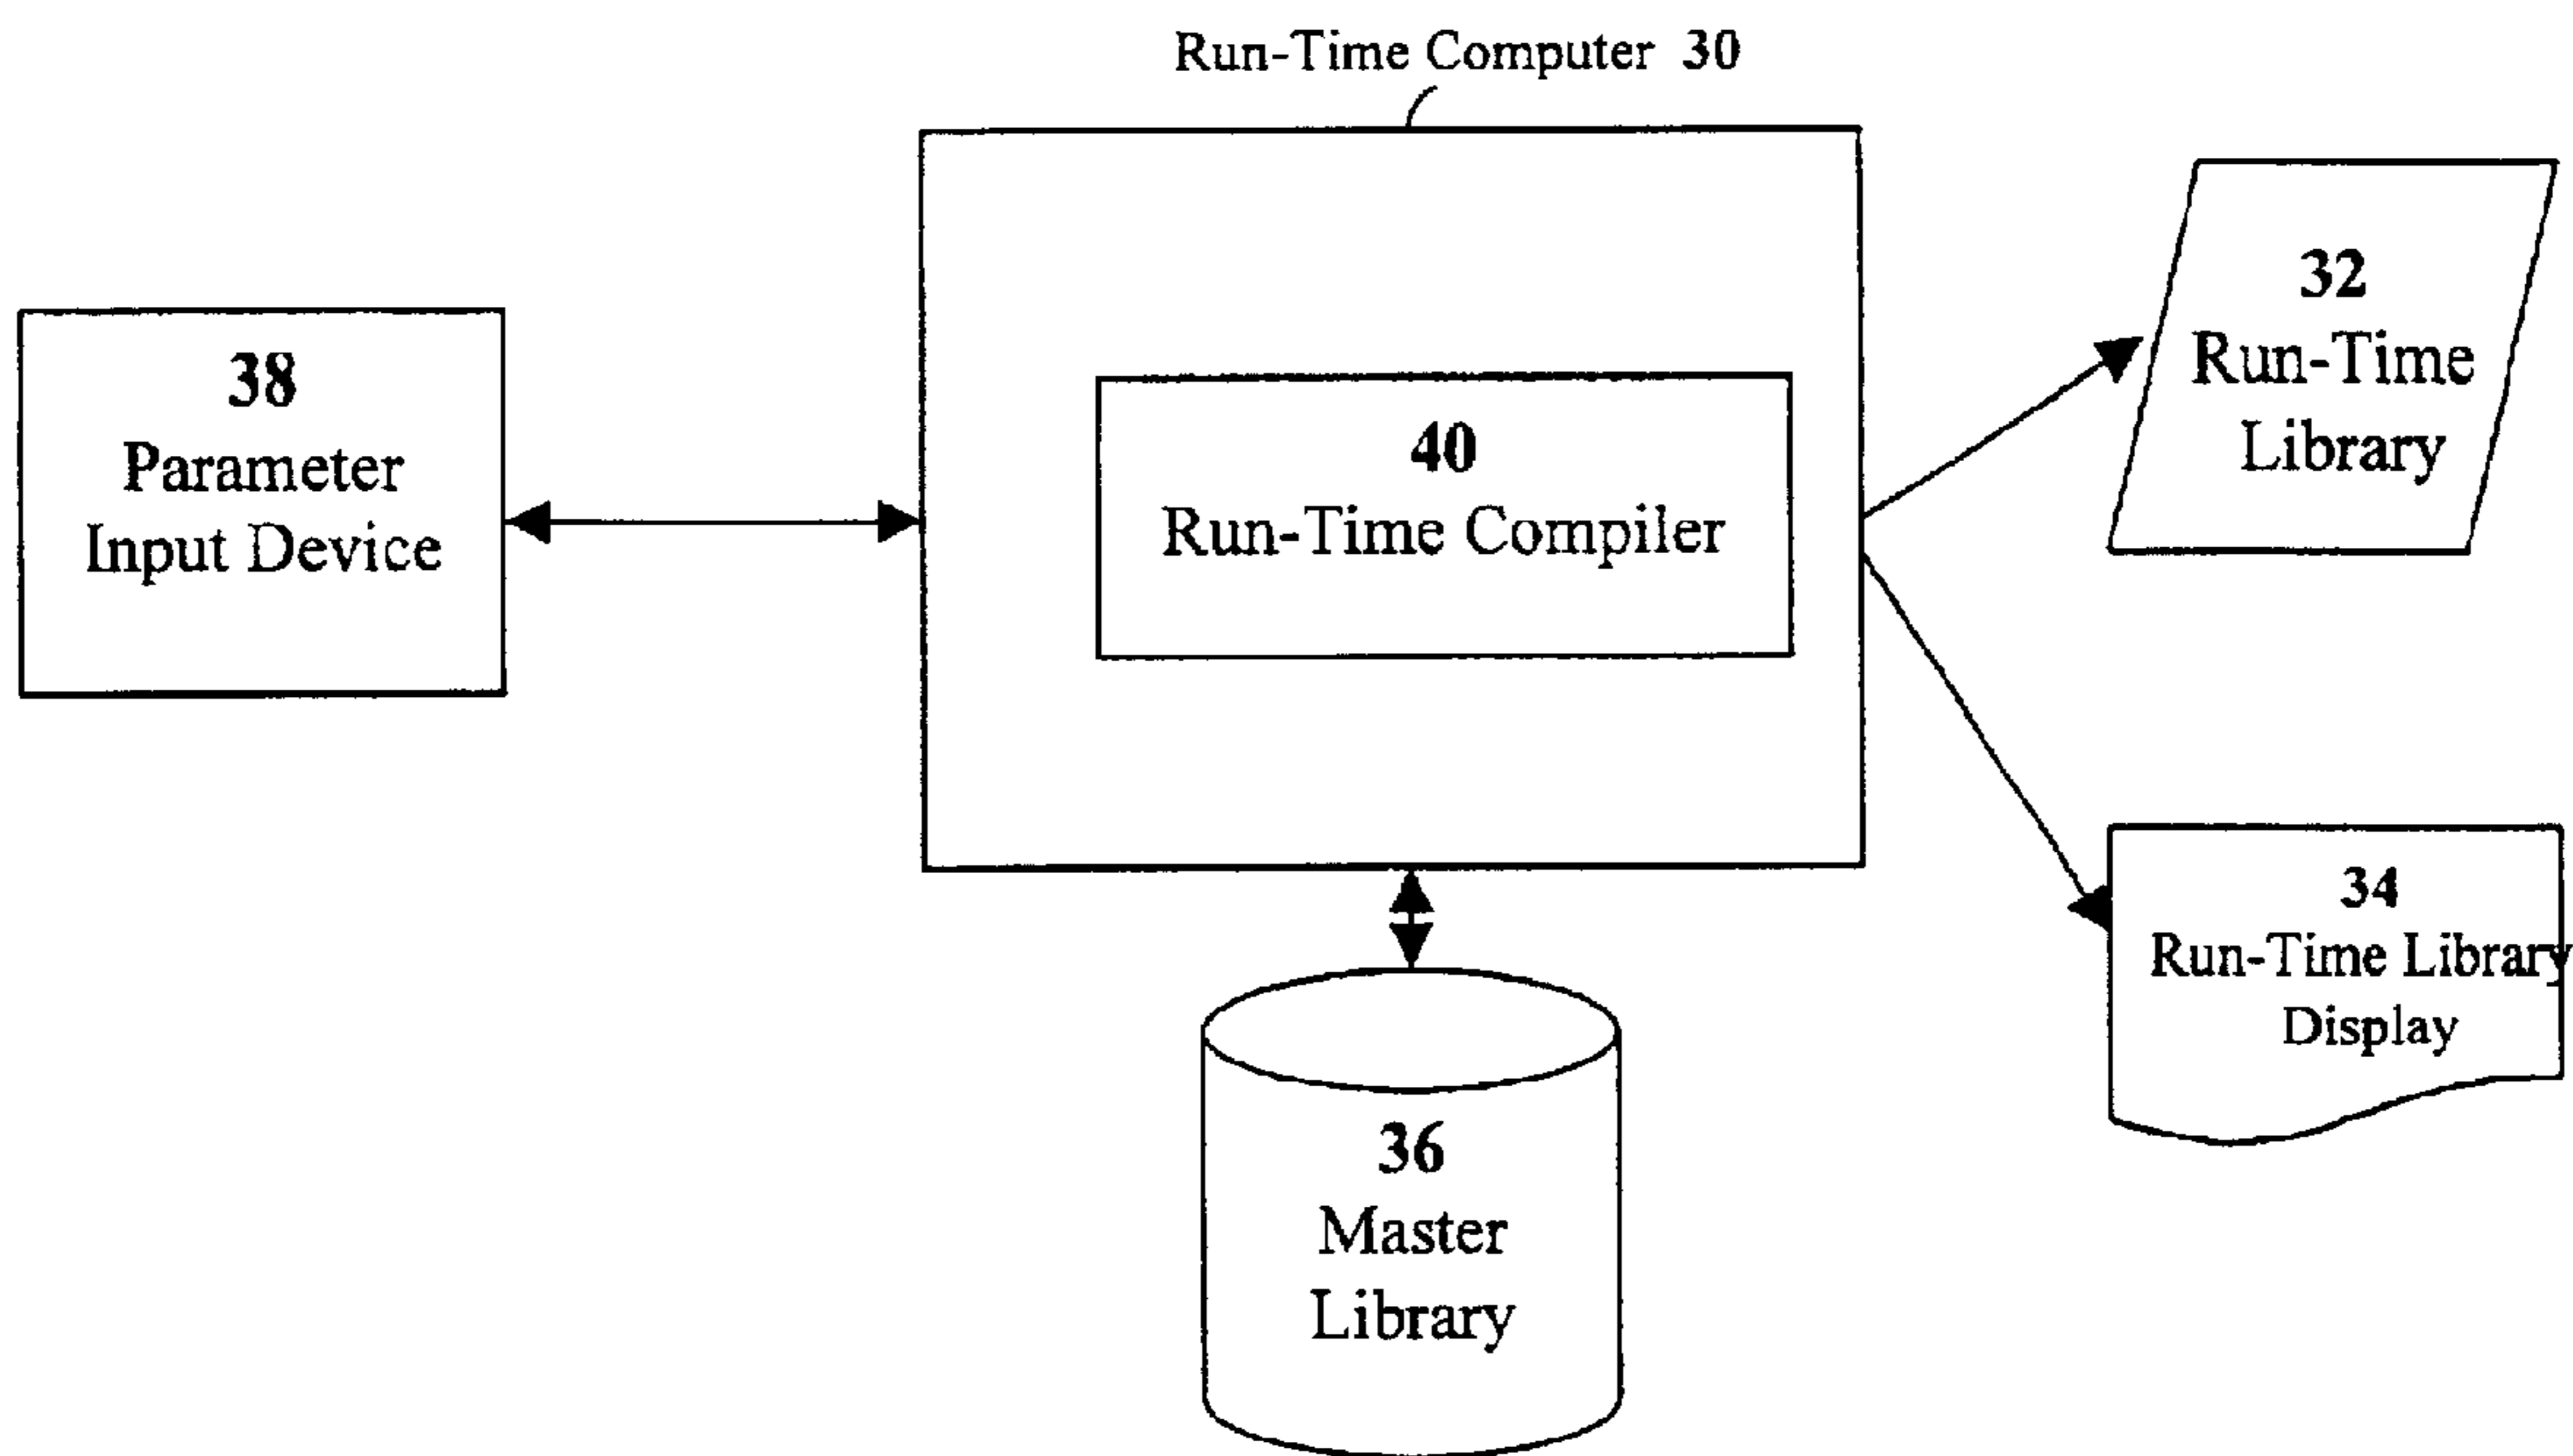 Run-Time Computer 30
38
Parameter
Input Device
40
Run-Time Compiler
32
Run-Time
Library
34
Run-Time Library
Display
36
Master
Library